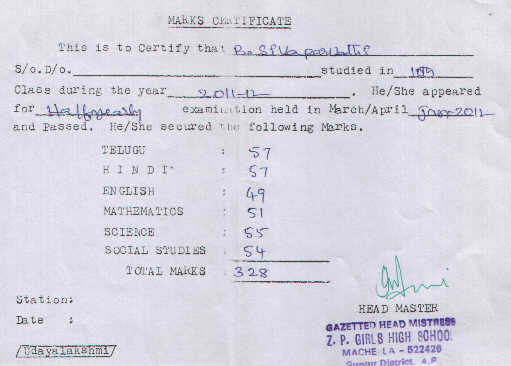 MARKS CERTIFICATE
This is to Certify that
S/o.D/o. studied in
Class during the year 2011-12. He/She appeared
for Halfyearly examination held in March/April
and Passed. He/She secured the following Marks.
TELUGU : 57
HINDI : 57
ENGLISH : 49
MATHEMATICS : 51
SCIENCE : 55
SOCIAL STUDIES : 54
TOTAL MARKS : 328
Station:
Date :
HEAD MASTER
GAZETTED HEAD MISTRESS
Z. P. GIRLS HIGH SCHOOL
MACHERLA - 522426
Guntur District, A.P.
/Udayalakshmi/